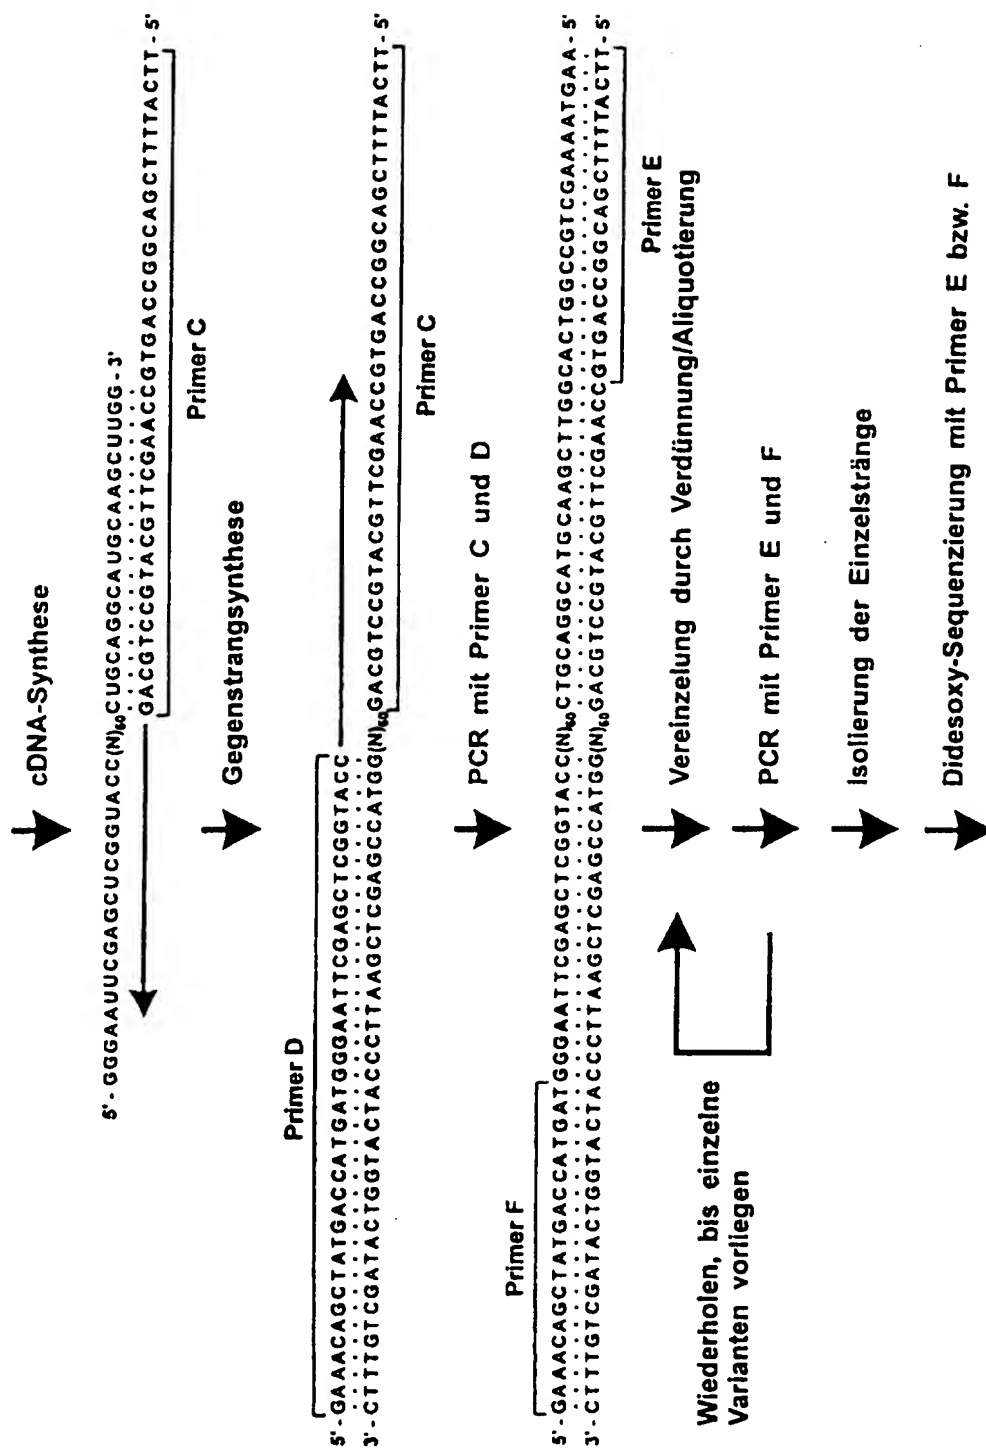 cDNA-Synthese
5'- GGGAAUUCGAGCUCGGUACC(N)60CUGCAGGCAUGCAAGCUUGG - 3'
GACGTCCGTACGTTCGAACCGTGACCGGCAGCTTTTACTT - 5'
Primer C
Gegenstrangsynthese
Primer D
5'- GAAACAGCTATGACCATGATGGGAATTCGAGCTCGGTACC
3'- CTTTGTCGATACTGGTACTACCCTTAAGCTCGAGCCATGG(N)60GACGTCCGTACGTTCGAACCGTGACCGGCAGCTTTTACTT - 5'
Primer C
PCR mit Primer C und D
Primer F
5'- GAAACAGCTATGACCATGATGGGAATTCGAGCTCGGTACC(N)60CTGCAGGCATGCAAGCTTGGCACTGGCCGTCGAAAATGAA - 5'
3'- CTTTGTCGATACTGGTACTACCCTTAAGCTCGAGCCATGG(N)60GACGTCCGTACGTTCGAACCGTGACCGGCAGCTTTTACTT - 5'
Primer E
Vereinzelung durch Verdünnung/Aliquotierung
Wiederholen, bis einzelne
Varianten vorliegen
PCR mit Primer E und F
Isolierung der Einzelstränge
Didesoxy-Sequenzierung mit Primer E bzw. F